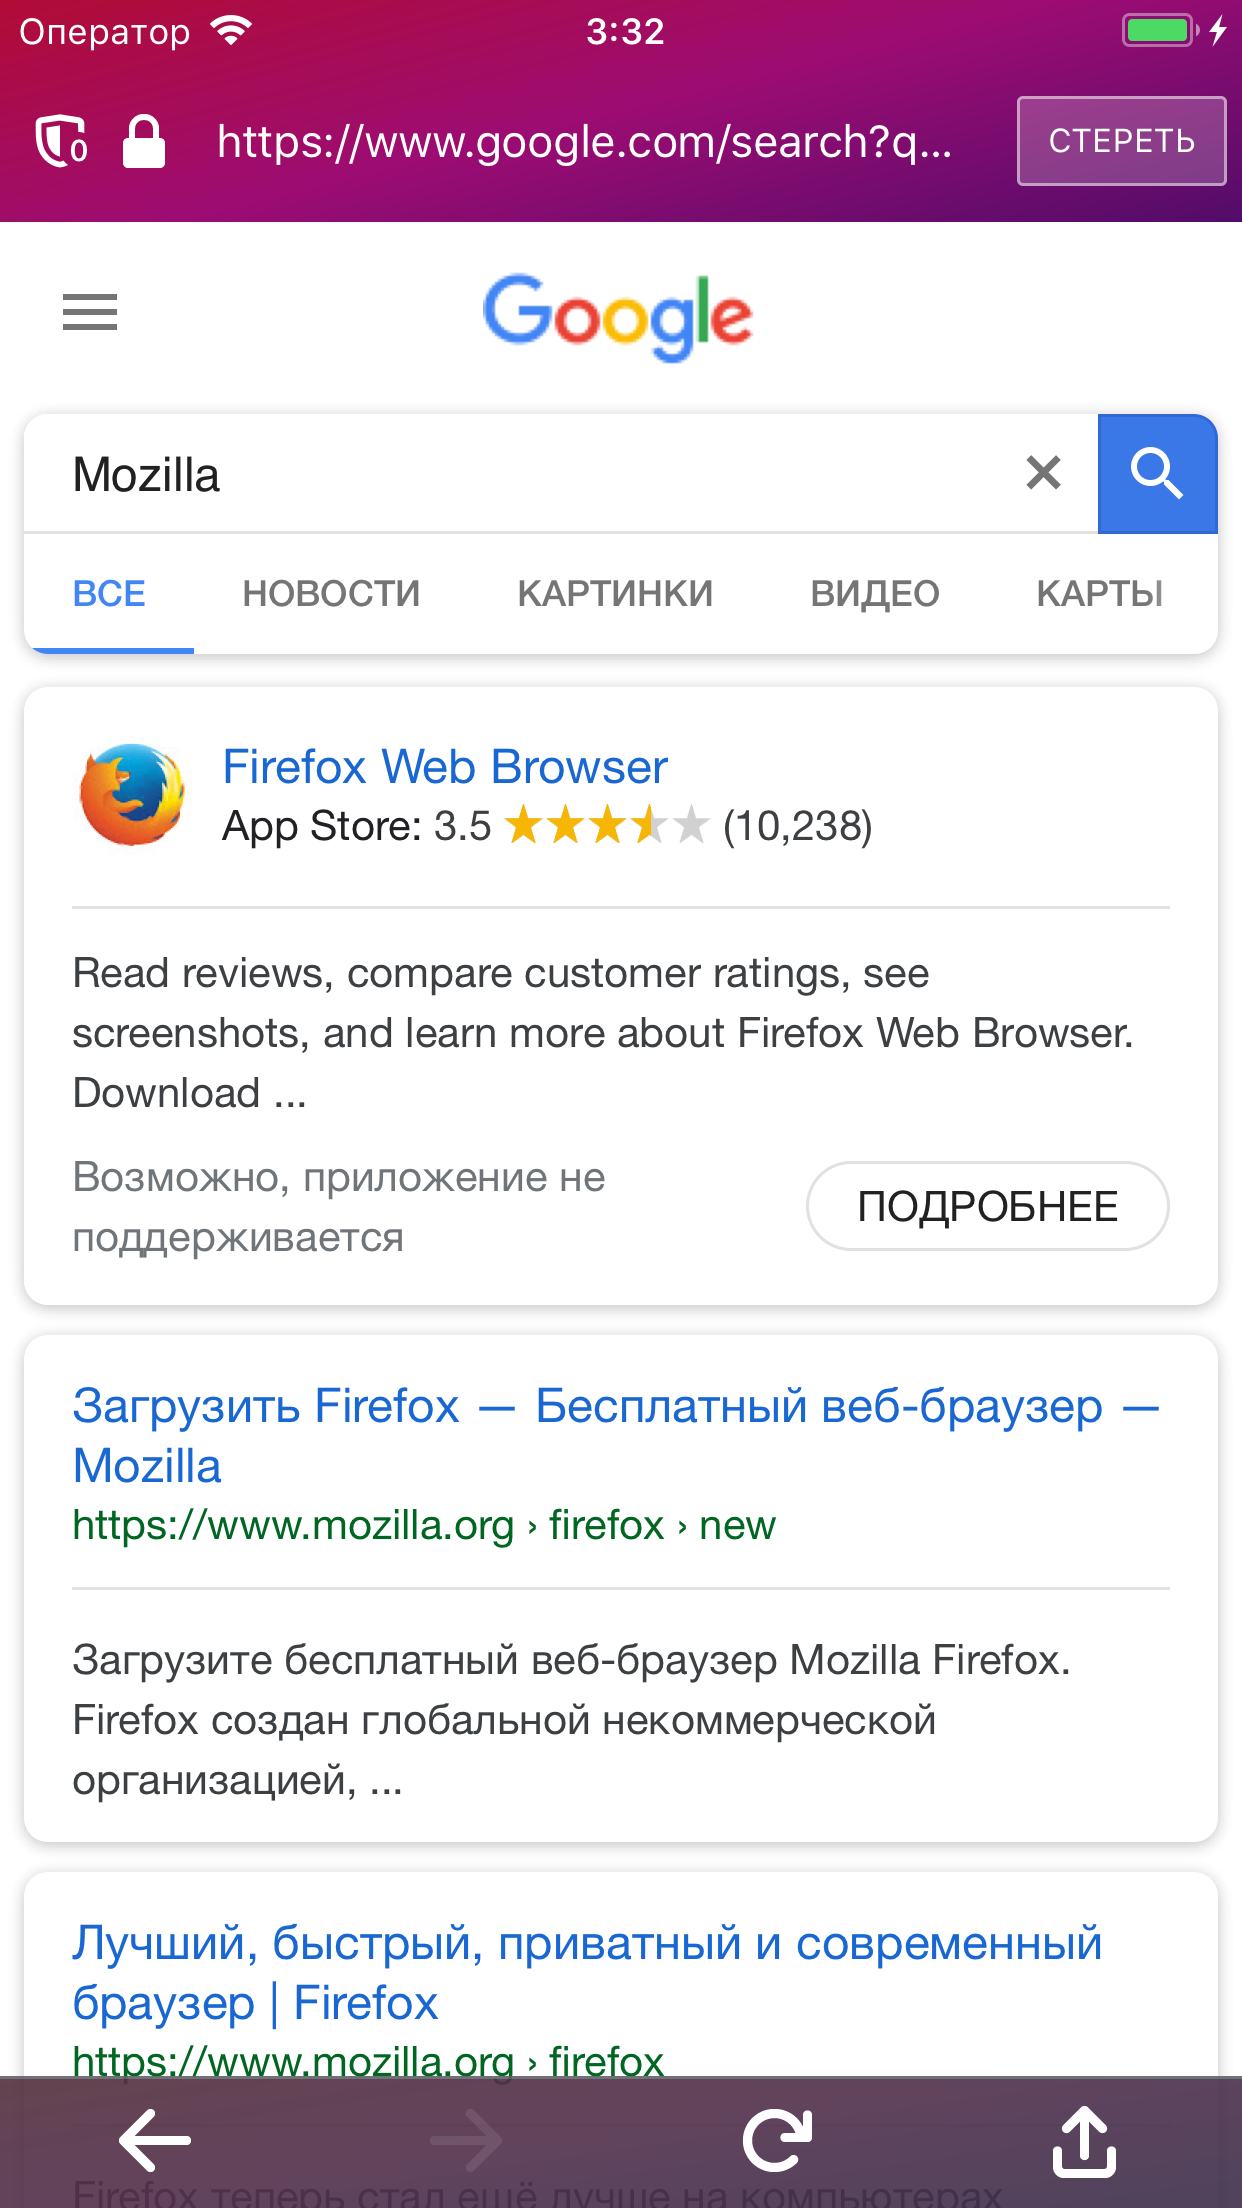 Оператор 3:32
0 https://www.google.com/search?q... СТЕРЕТЬ
Google
Mozilla
ВСЕ НОВОСТИ КАРТИНКИ ВИДЕО КАРТЫ
Firefox Web Browser
App Store: 3.5 (10,238)
Read reviews, compare customer ratings, see
screenshots, and learn more about Firefox Web Browser.
Download ...
Возможно, приложение не
поддерживается
ПОДРОБНЕЕ
Загрузить Firefox — Бесплатный веб-браузер —
Mozilla
https://www.mozilla.org › firefox › new
Загрузите бесплатный веб-браузер Mozilla Firefox.
Firefox создан глобальной некоммерческой
организацией, ...
Лучший, быстрый, приватный и современный
браузер | Firefox
https://www.mozilla.org › firefox
Firefox теперь стал ещё лучше на компьютерах